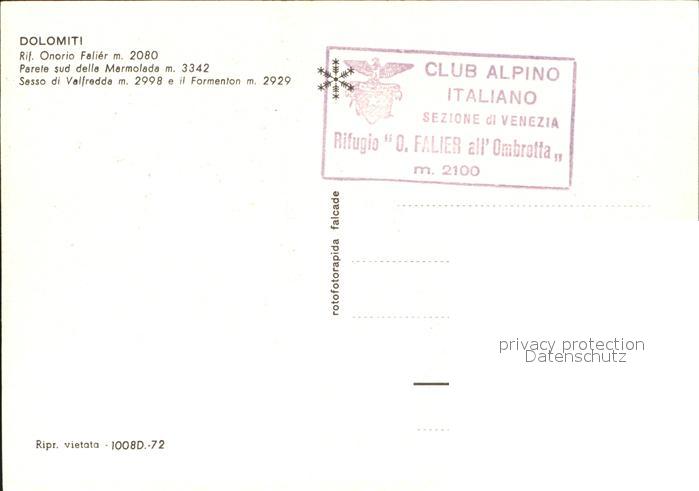 DOLOMITI
Rif. Onorio Faliér m. 2080
Parete sud della Marmolada m. 3342
Sasso di Valfredda m. 2998 e il Formenton m. 2929
CLUB ALPINO
ITALIANO
SEZIONE di VENEZIA
Rifugio "O. FALIER all'Ombretta"
m. 2100
rotofotorapida falcade
privacy protection
Datenschutz
Ripr. vietata - 1008D.-72